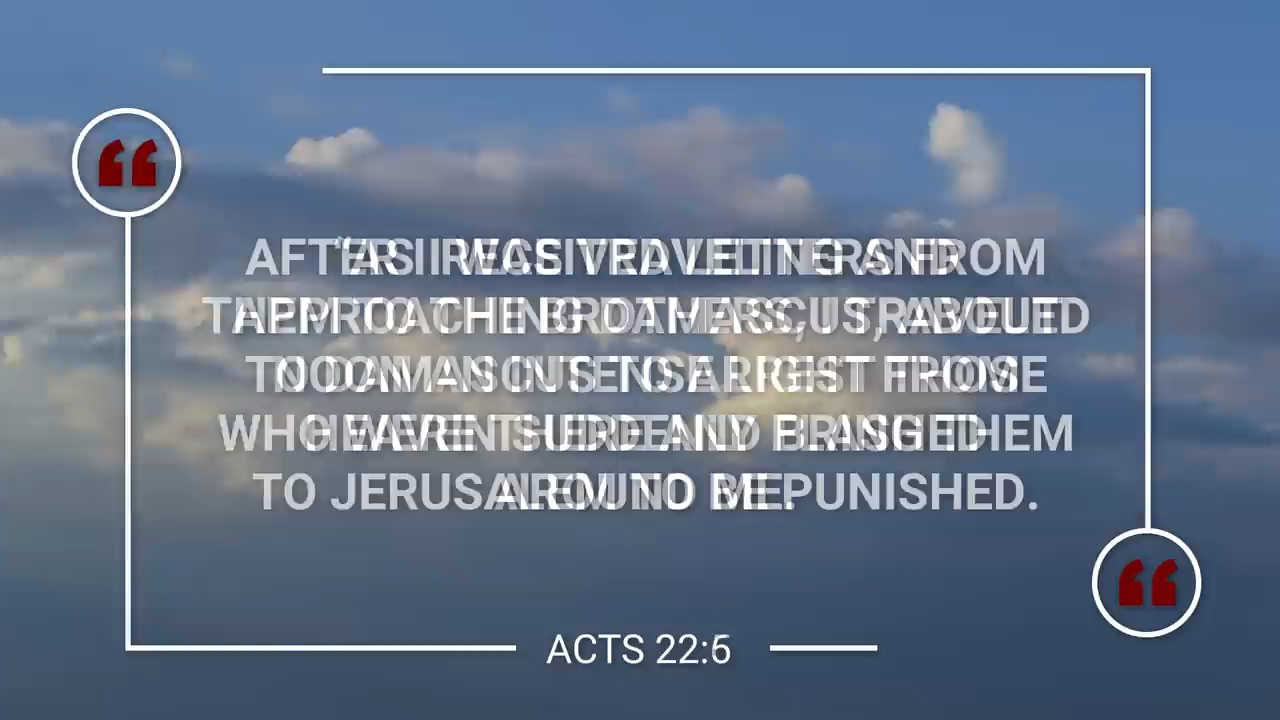 AFTER I RECEIVED LETTERS FROM
THEM TO THE BROTHERS, I TRAVELED
TO DAMASCUS TO ARREST THOSE
WHO WERE THERE AND BRING THEM
TO JERUSALEM TO BE PUNISHED.
“AS I WAS TRAVELING AND
APPROACHING DAMASCUS, ABOUT
NOON AN INTENSE LIGHT FROM
HEAVEN SUDDENLY FLASHED
AROUND ME.
ACTS 22:6